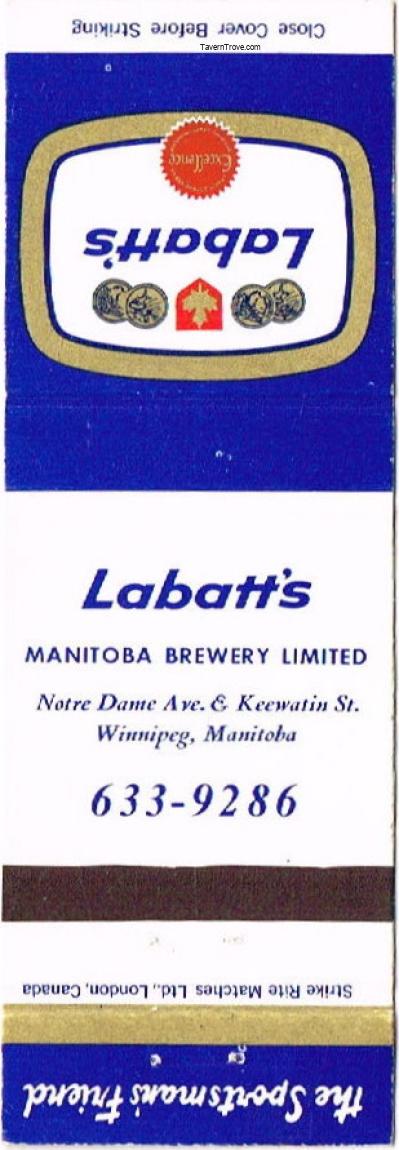 Close Cover Before Striking
TavernTrove.com
Excellence
Labatt's
Labatt's
MANITOBA BREWERY LIMITED
Notre Dame Ave. & Keewatin St.
Winnipeg, Manitoba
633-9286
Strike Rite Matches Ltd., London, Canada
the Sportsman's Friend